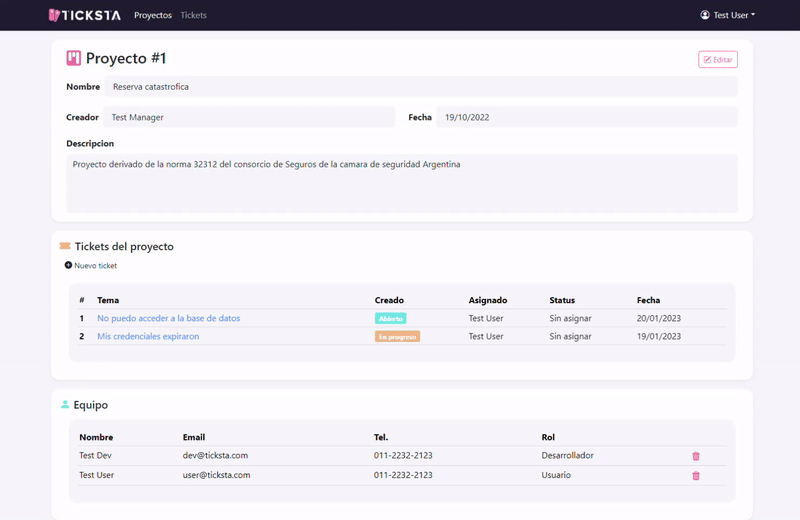 TICKSTA Proyectos Tickets Test User
Proyecto #1 Editar
Nombre Reserva catastrofica
Creador Test Manager Fecha 19/10/2022
Descripcion
Proyecto derivado de la norma 32312 del consorcio de Seguros de la camara de seguridad Argentina
Tickets del proyecto
Nuevo ticket
# Tema Creado Asignado Status Fecha
1 No puedo acceder a la base de datos Abierto Test User Sin asignar 20/01/2023
2 Mis credenciales expiraron En progreso Test User Sin asignar 19/01/2023
Equipo
Nombre Email Tel. Rol
Test Dev dev@ticksta.com 011-2232-2123 Desarrollador
Test User user@ticksta.com 011-2232-2123 Usuario